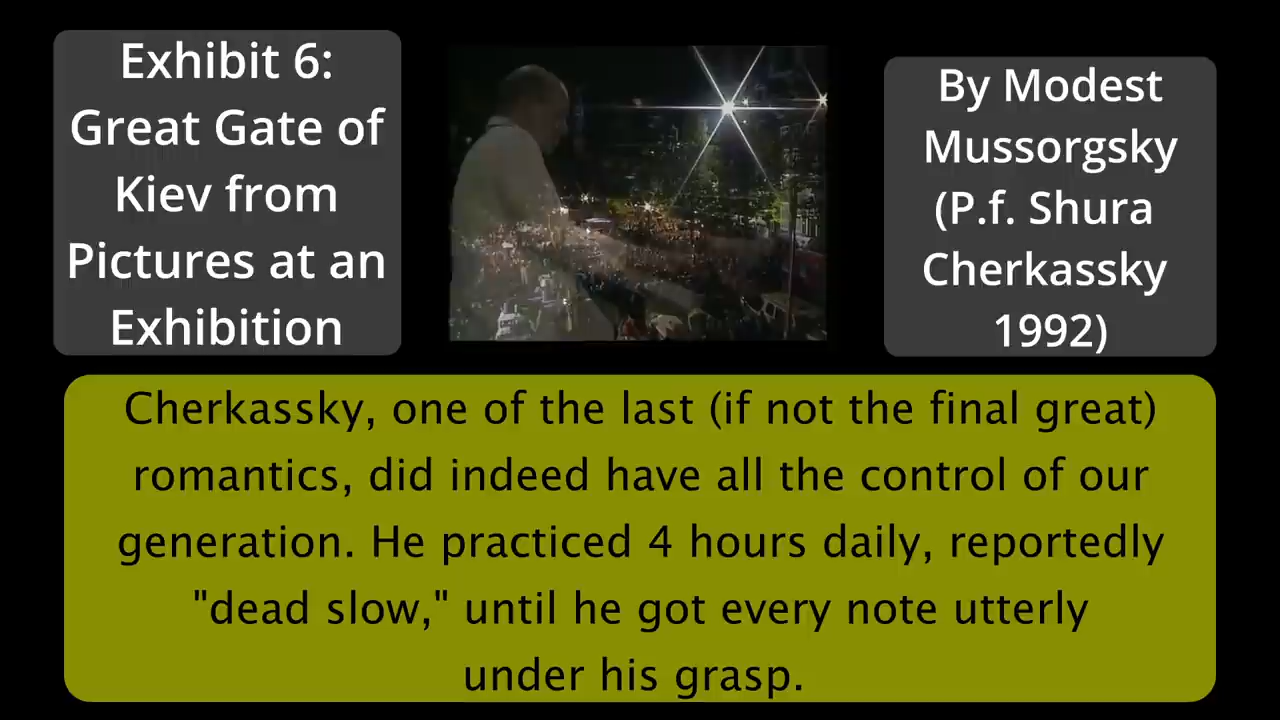 Exhibit 6:
Great Gate of
Kiev from
Pictures at an
Exhibition
By Modest
Mussorgsky
(P.f. Shura
Cherkassky
1992)
Cherkassky, one of the last (if not the final great)
romantics, did indeed have all the control of our
generation. He practiced 4 hours daily, reportedly
"dead slow," until he got every note utterly
under his grasp.